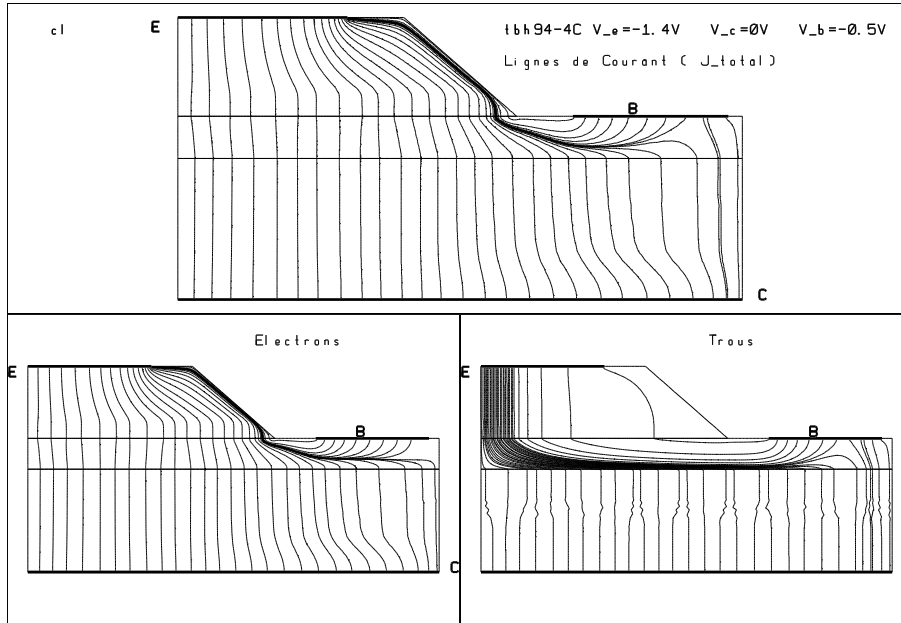 cl
E
tbh94-4C V_e=-1.4V V_c=0V V_b=-0.5V
Lignes de Courant ( J_total)
B
C
Electrons
E
B
C
Trous
E
B